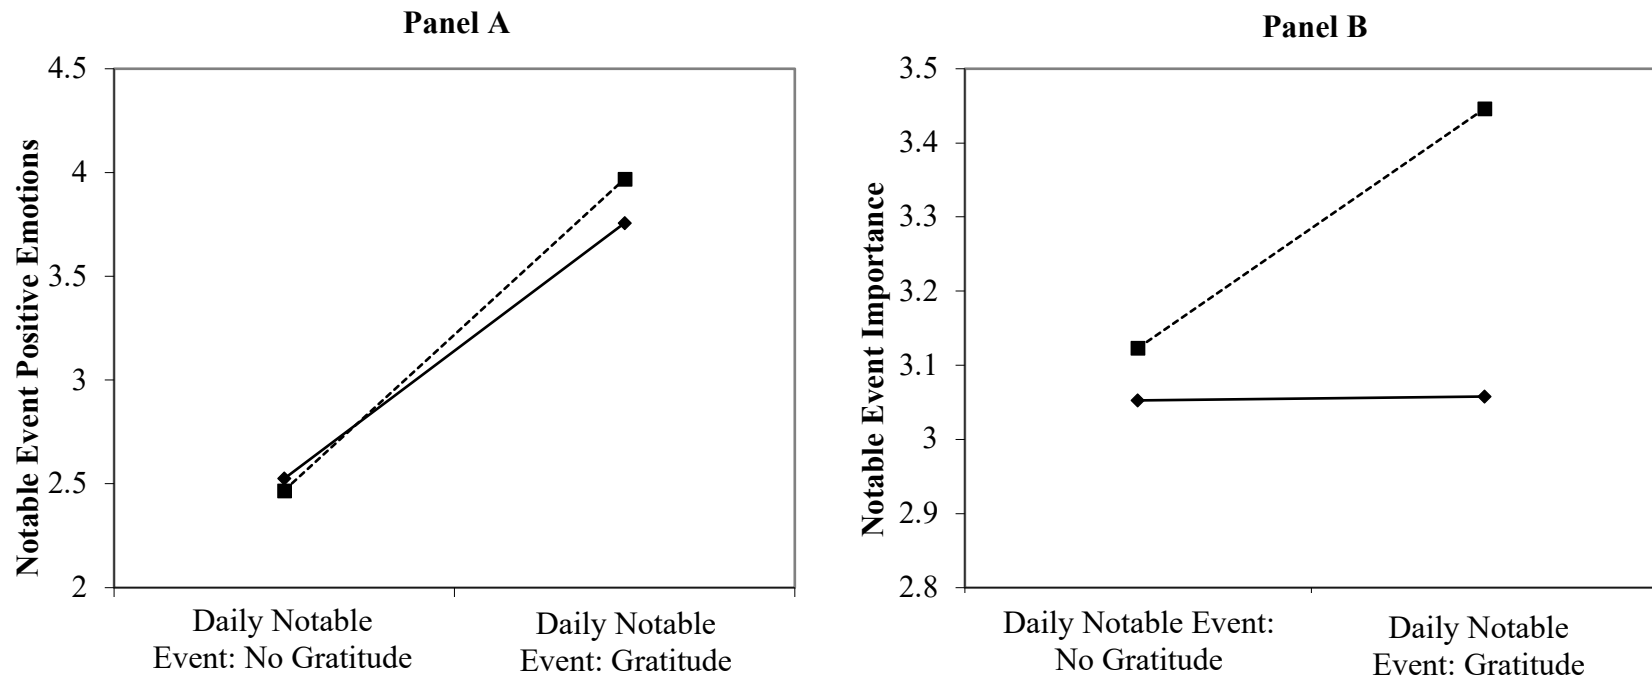 Panel A
Notable Event Positive Emotions
4.5
4
3.5
3
2.5
2
Daily Notable
Event: No Gratitude
Daily Notable
Event: Gratitude
Panel B
Notable Event Importance
3.5
3.4
3.3
3.2
3.1
3
2.9
2.8
Daily Notable Event:
No Gratitude
Daily Notable
Event: Gratitude